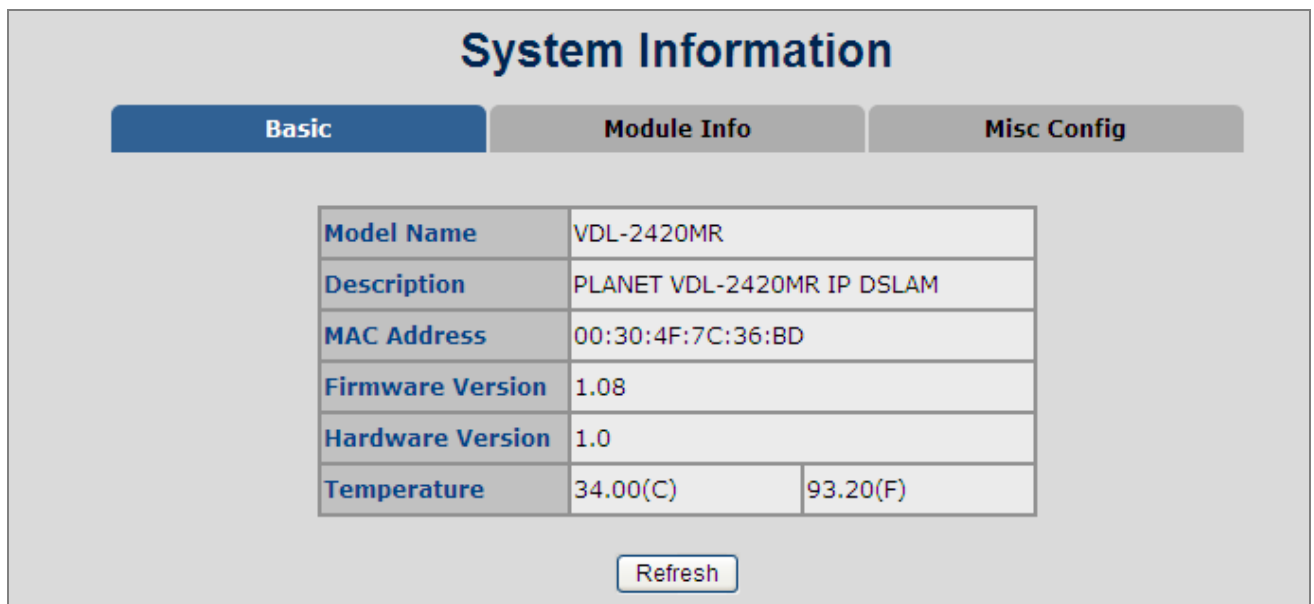 System Information
Basic Module Info Misc Config
Model Name VDL-2420MR
Description PLANET VDL-2420MR IP DSLAM
MAC Address 00:30:4F:7C:36:BD
Firmware Version 1.08
Hardware Version 1.0
Temperature 34.00(C) 93.20(F)
Refresh